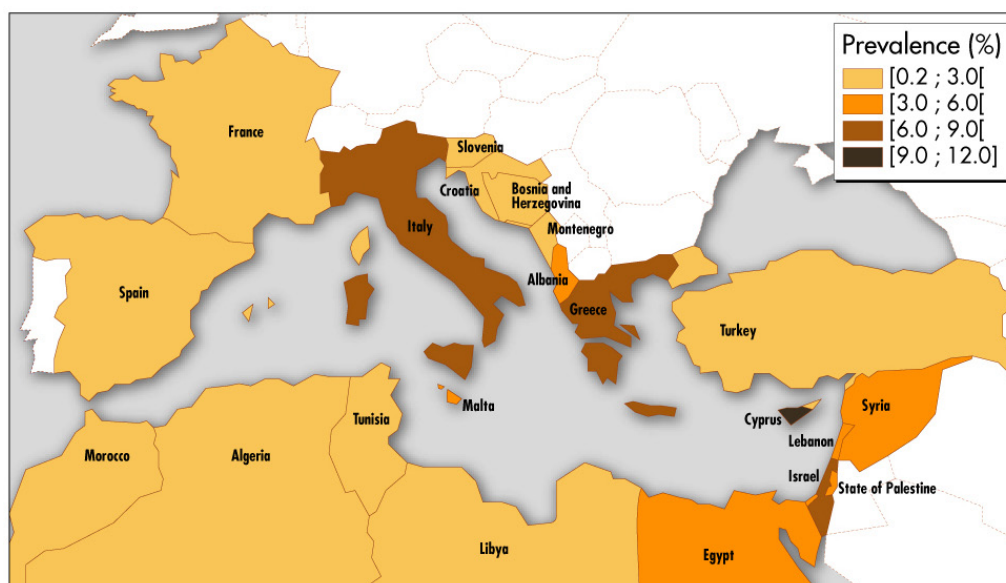 Prevalence (%)
[0.2 ; 3.0[
[3.0 ; 6.0[
[6.0 ; 9.0[
[9.0 ; 12.0]
France
Slovenia
Croatia
Bosnia and
Herzegovina
Montenegro
Italy
Albania
Spain
Greece
Turkey
Malta
Tunisia
Cyprus
Syria
Lebanon
Morocco
Algeria
Israel
State of Palestine
Libya
Egypt